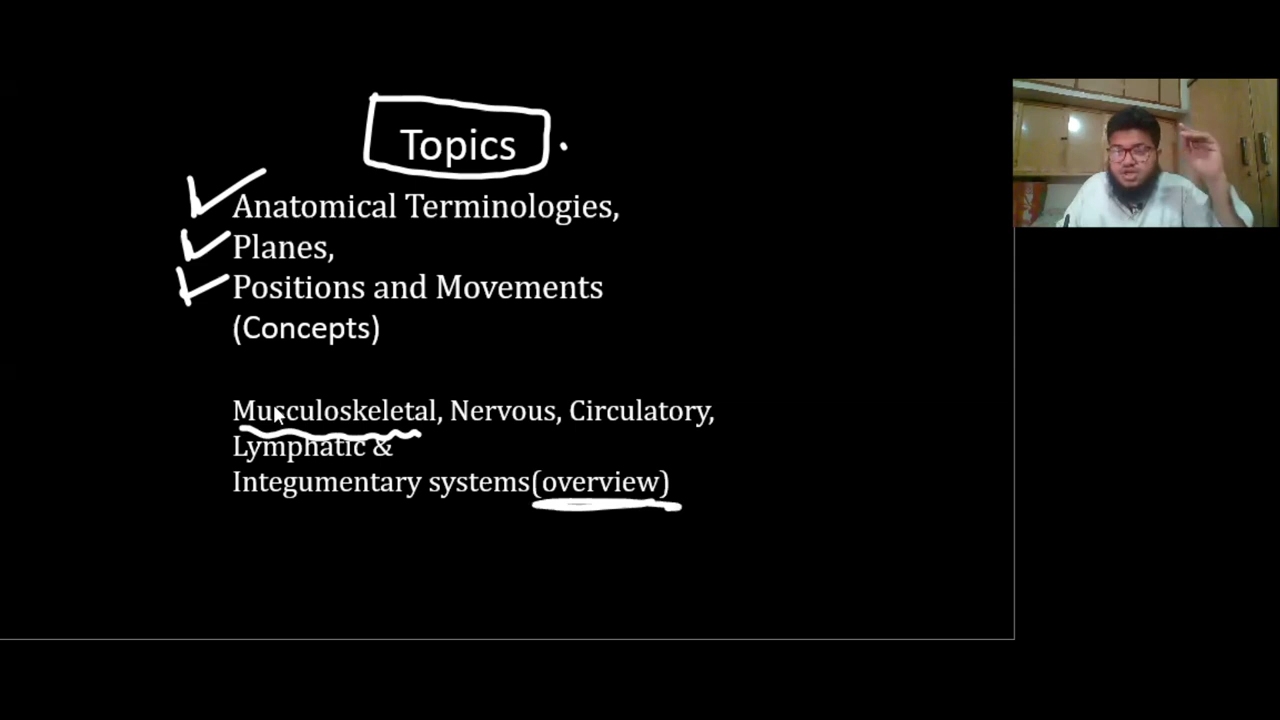 Topics
Anatomical Terminologies,
Planes,
Positions and Movements
(Concepts)
Musculoskeletal, Nervous, Circulatory,
Lymphatic &
Integumentary systems(overview)